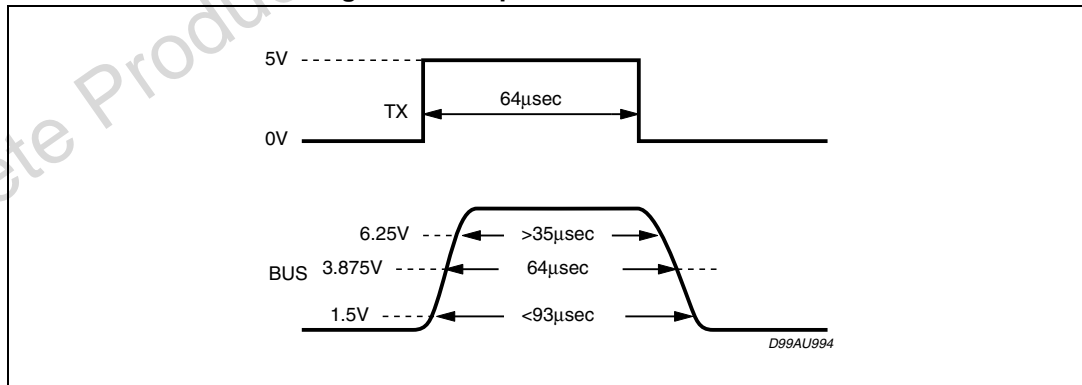 5V
TX
64µsec
0V
6.25V
>35µsec
BUS
3.875V
64µsec
1.5V
<93µsec
D99AU994